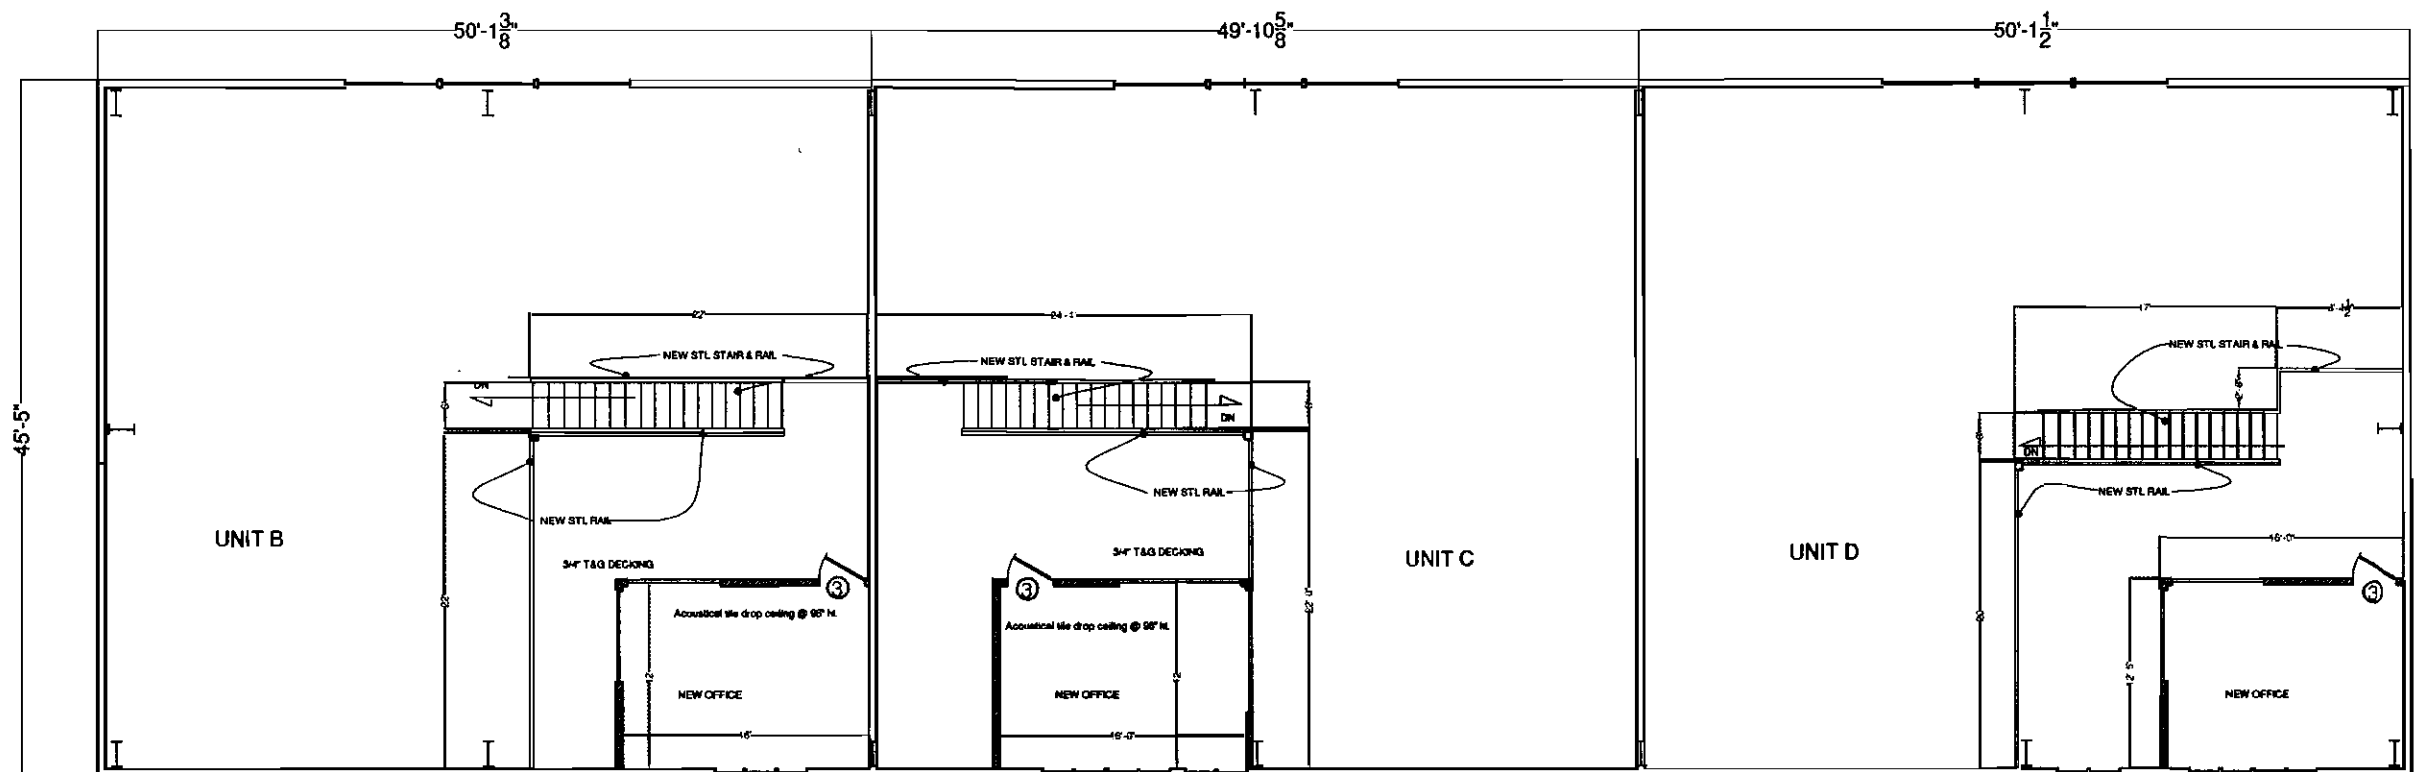 50'-1 3/8"
49'-10 5/8"
50'-1 1/2"
45'-5"
22'
24'-1"
17'
NEW STL STAIR & RAIL
NEW STL STAIR & RAIL
NEW STL STAIR & RAIL
DN
DN
DN
NEW STL RAIL
NEW STL RAIL
NEW STL RAIL
UNIT B
UNIT C
UNIT D
3/4" T&G DECKING
3/4" T&G DECKING
16'-0"
3
3
3
Acoustical tile drop ceiling @ 96" ht.
Acoustical tile drop ceiling @ 96" ht.
22'
22'-0"
20'
12'
12'
12'-5"
NEW OFFICE
NEW OFFICE
NEW OFFICE
16'
16'-0"